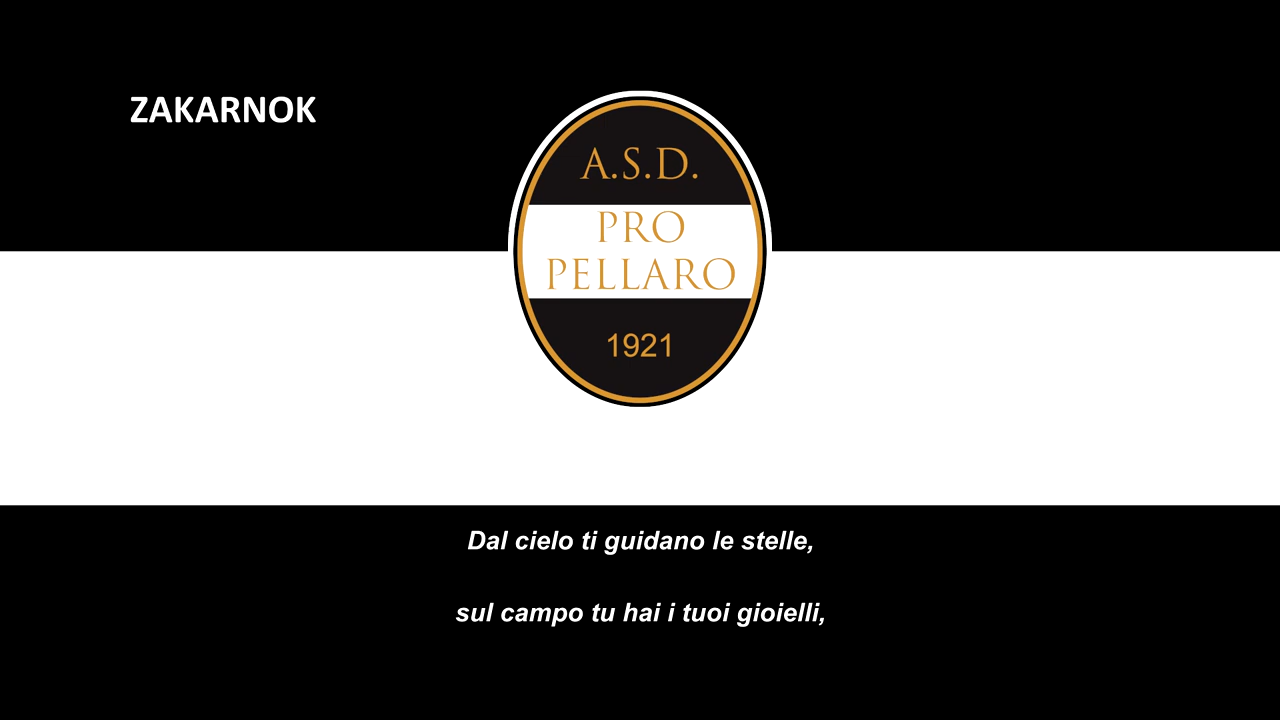 ZAKARNOK
A.S.D.
PRO
PELLARO
1921
Dal cielo ti guidano le stelle,
sul campo tu hai i tuoi gioielli,